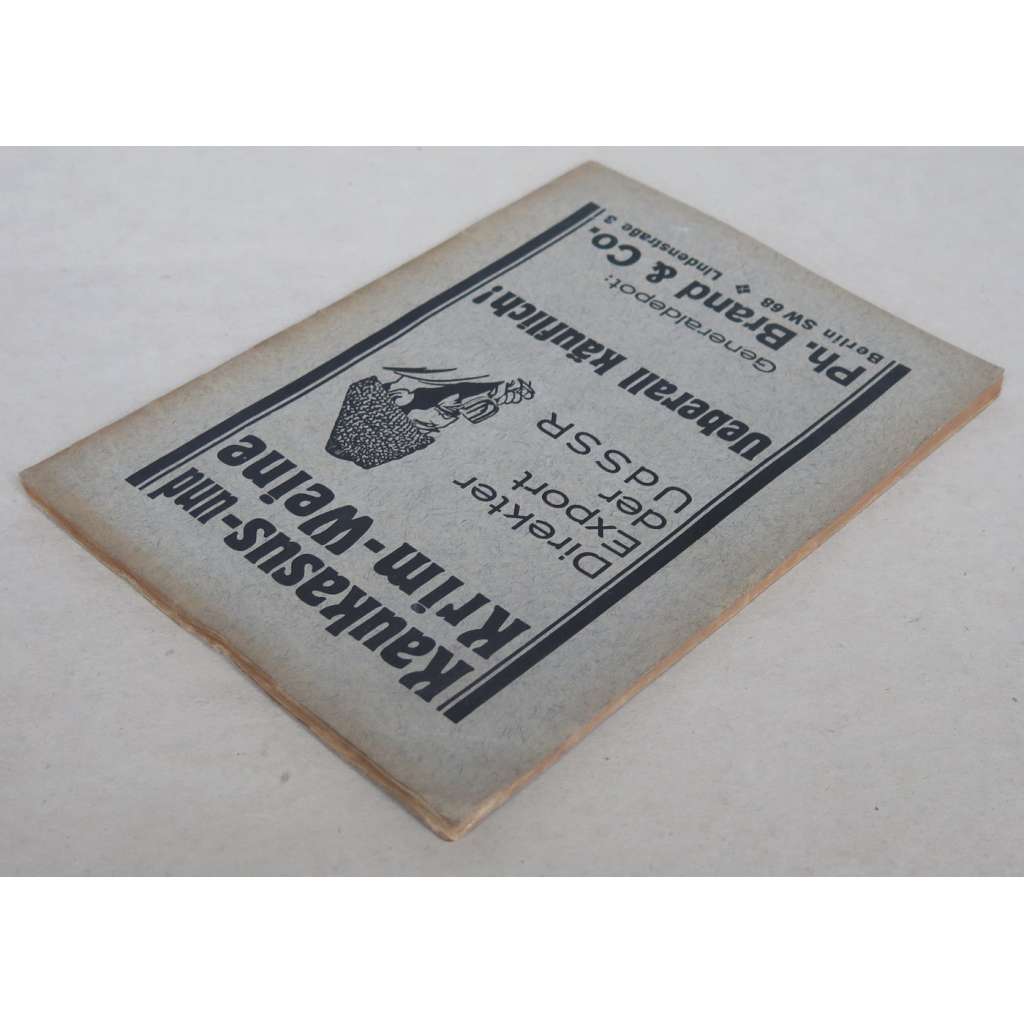 Kaukasus- und
Krim-Weine
Direkter
Export
der
UdSSR
Ueberall käuflich!
Generaldepot:
Ph. Brand & Co.
Berlin SW 68 ❖ Lindenstraße 3